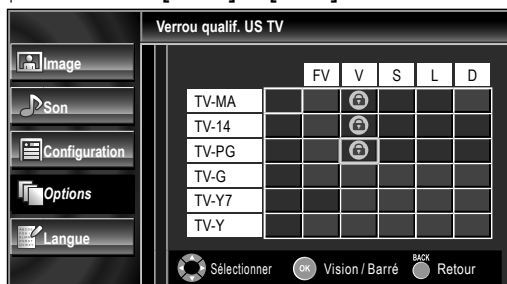 Verrou qualif. US TV
Image
Son
Configuration
Options
Langue
FV V S L D
TV-MA
TV-14
TV-PG
TV-G
TV-Y7
TV-Y
Sélectionner OK Vision / Barré BACK Retour